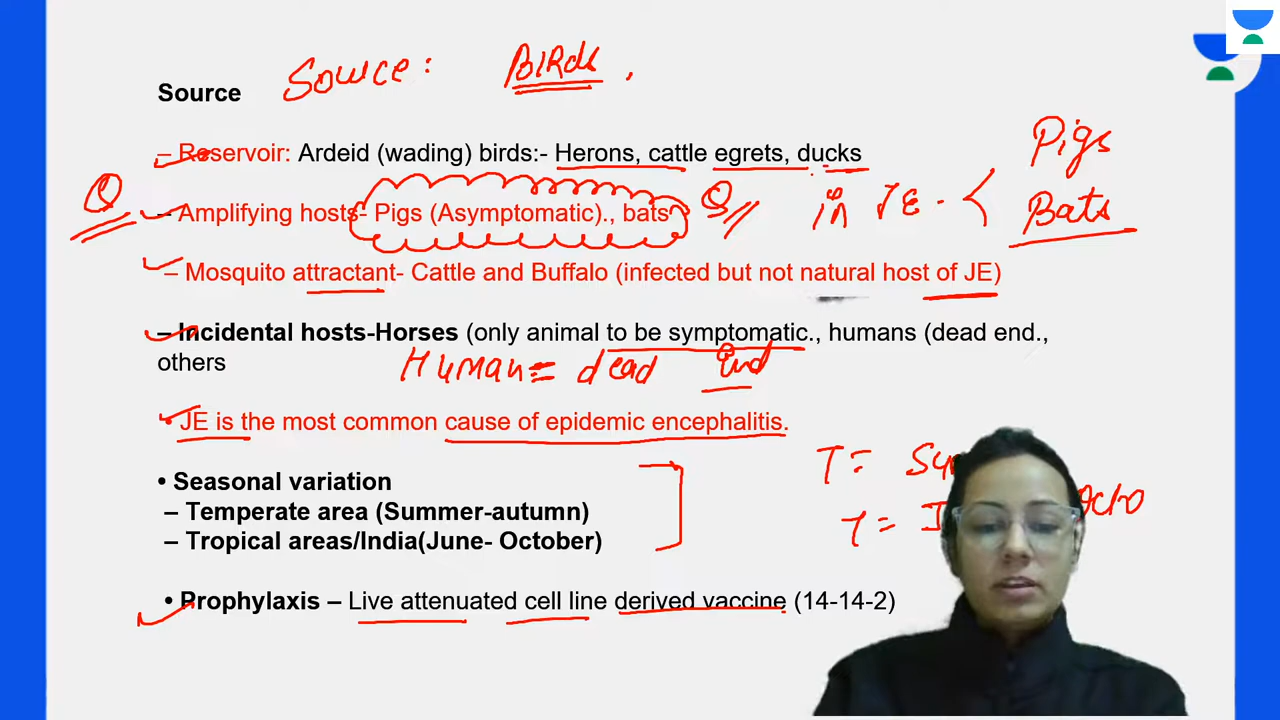 Source: Birds,
Source
– Reservoir: Ardeid (wading) birds:- Herons, cattle egrets, ducks
Pigs
Q – Amplifying hosts- Pigs (Asymptomatic)., bats Q in JE - < Bats
– Mosquito attractant- Cattle and Buffalo (infected but not natural host of JE)
– Incidental hosts-Horses (only animal to be symptomatic., humans (dead end.,
others
Human = dead end
• JE is the most common cause of epidemic encephalitis.
T =
• Seasonal variation
– Temperate area (Summer-autumn)
T = Octo
– Tropical areas/India(June- October)
• Prophylaxis – Live attenuated cell line derived vaccine (14-14-2)